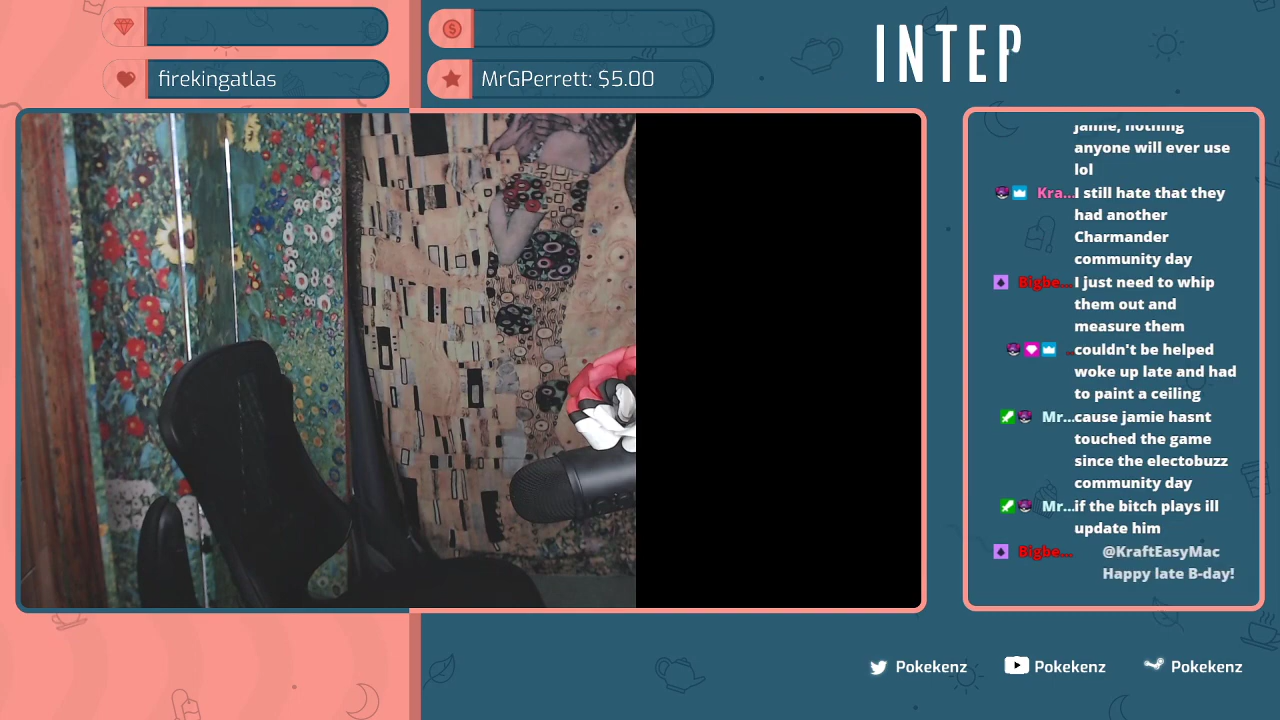 firekingatlas
MrGPerrett: $5.00
INTEP
jamie, nothing
anyone will ever use
lol
Kra... I still hate that they
had another
Charmander
community day
Bigbe... I just need to whip
them out and
measure them
couldn't be helped
woke up late and had
to paint a ceiling
Mr... cause jamie hasnt
touched the game
since the electobuzz
community day
Mr... if the bitch plays ill
update him
Bigbe... @KraftEasyMac
Happy late B-day!
Pokekenz
Pokekenz
Pokekenz